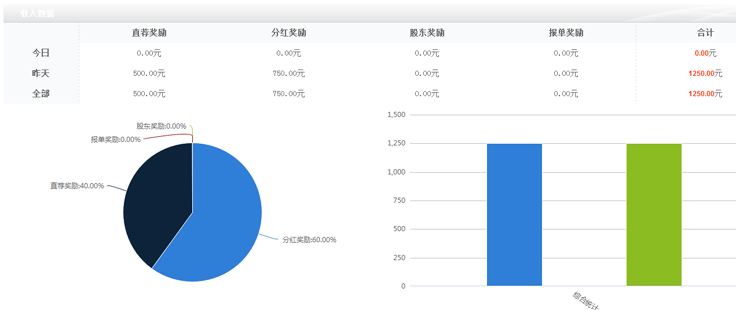 直荐奖励 分红奖励 股东奖励 报单奖励 合计
今日 0.00元 0.00元 0.00元 0.00元 0.00元
昨天 500.00元 750.00元 0.00元 0.00元 1250.00元
全部 500.00元 750.00元 0.00元 0.00元 1250.00元
股东奖励:0.00%
报单奖励:0.00%
直荐奖励:40.00%
分红奖励:60.00%
1,500
1,250
1,000
750
500
250
0
综合统计